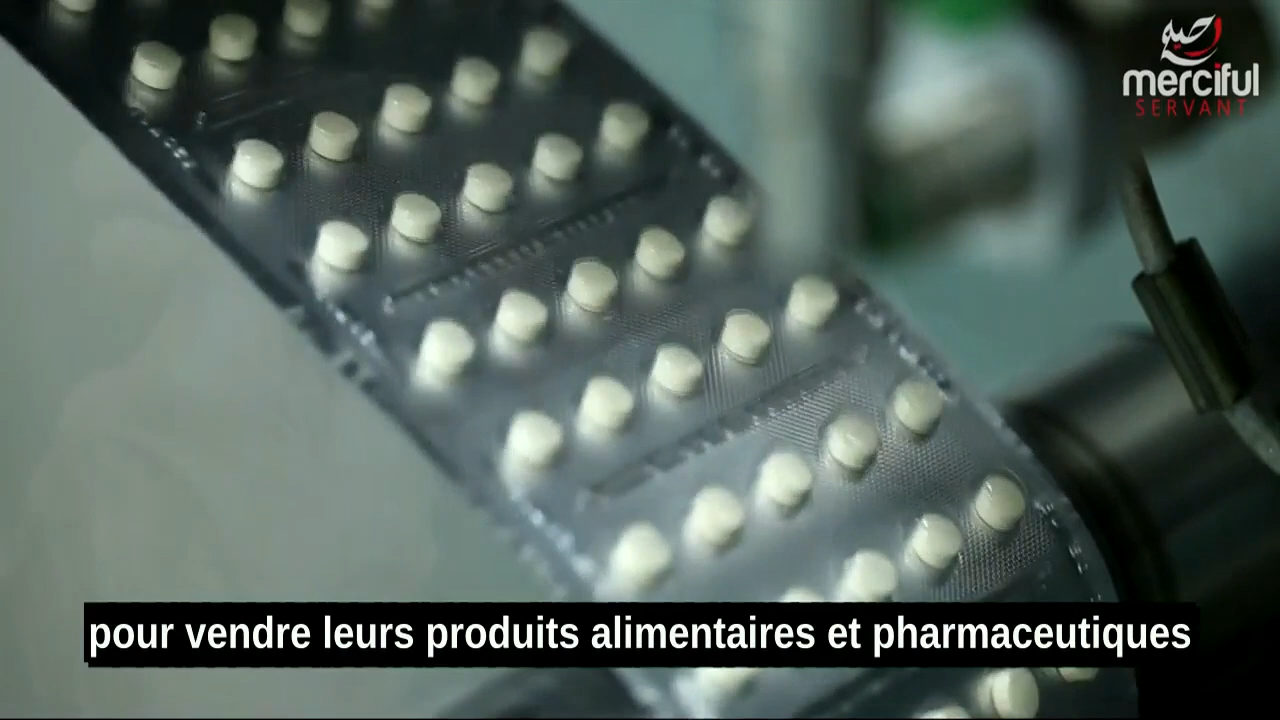 merciful
SERVANT
pour vendre leurs produits alimentaires et pharmaceutiques